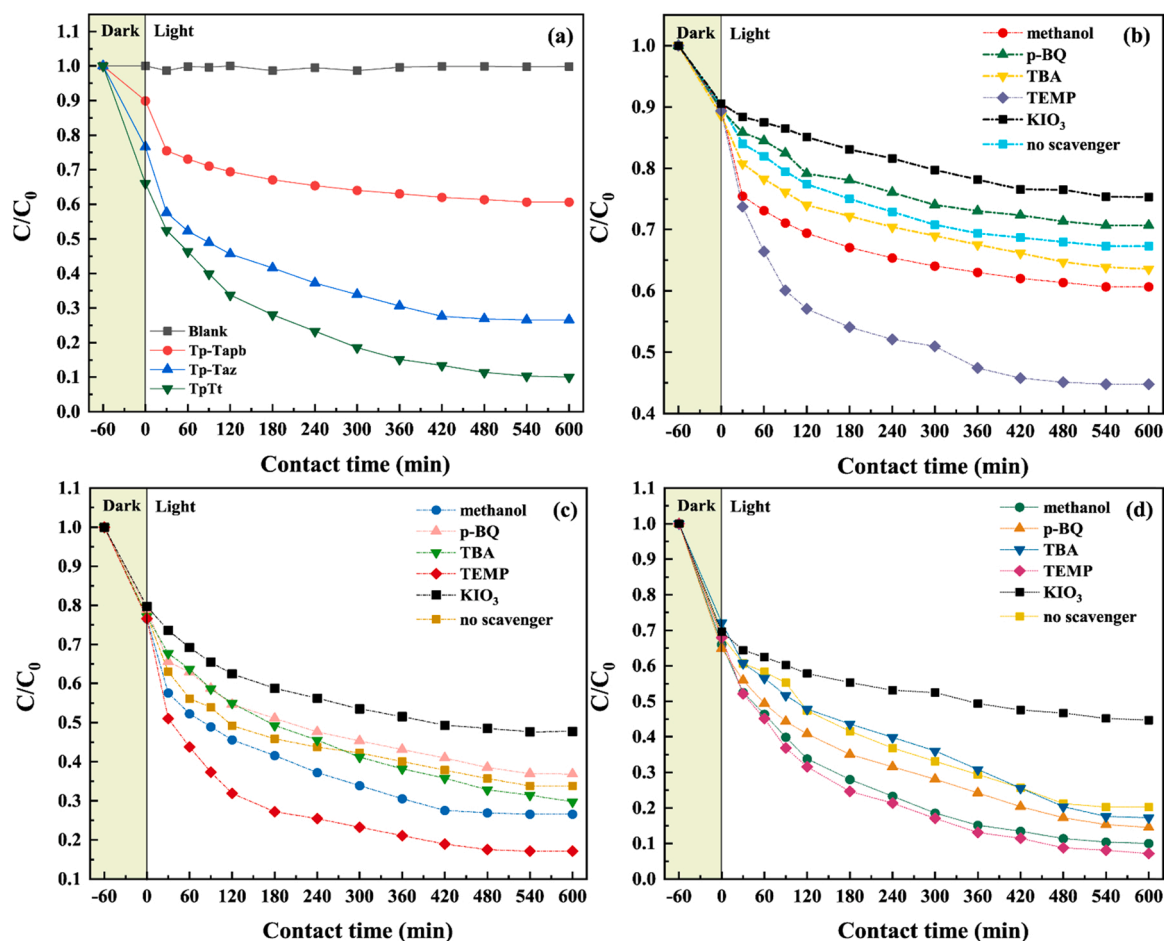 Dark Light (a)
1.1
1.0
0.9
0.8
0.7
0.6
0.5
0.4
0.3
0.2
0.1
0.0
C/C₀
Blank
Tp-Tapb
Tp-Taz
TpTt
-60 0 60 120 180 240 300 360 420 480 540 600
Contact time (min)
Dark Light (b)
1.0
0.9
0.8
0.7
0.6
0.5
0.4
C/C₀
methanol
p-BQ
TBA
TEMP
KIO₃
no scavenger
-60 0 60 120 180 240 300 360 420 480 540 600
Contact time (min)
Dark Light (c)
1.1
1.0
0.9
0.8
0.7
0.6
0.5
0.4
0.3
0.2
0.1
C/C₀
methanol
p-BQ
TBA
TEMP
KIO₃
no scavenger
-60 0 60 120 180 240 300 360 420 480 540 600
Contact time (min)
Dark Light (d)
1.1
1.0
0.9
0.8
0.7
0.6
0.5
0.4
0.3
0.2
0.1
0.0
C/C₀
methanol
p-BQ
TBA
TEMP
KIO₃
no scavenger
-60 0 60 120 180 240 300 360 420 480 540 600
Contact time (min)